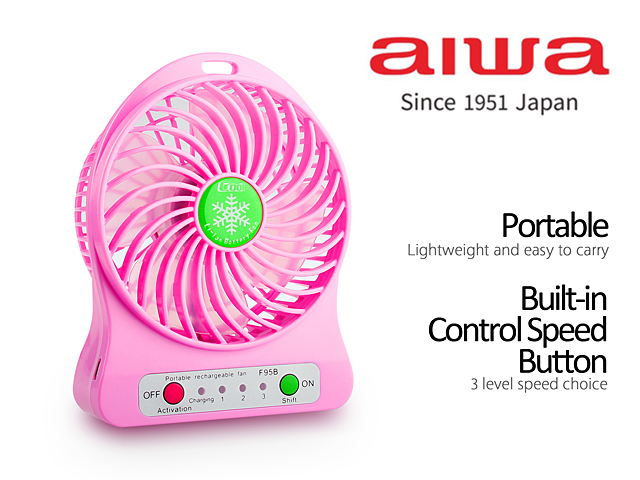 aiwa
Since 1951 Japan
Portable
Lightweight and easy to carry
Built-in
Control Speed
Button
3 level speed choice
COOL
Portable rechargeable fan F95B
OFF
Charging 1 2 3
ON
Activation
Shift